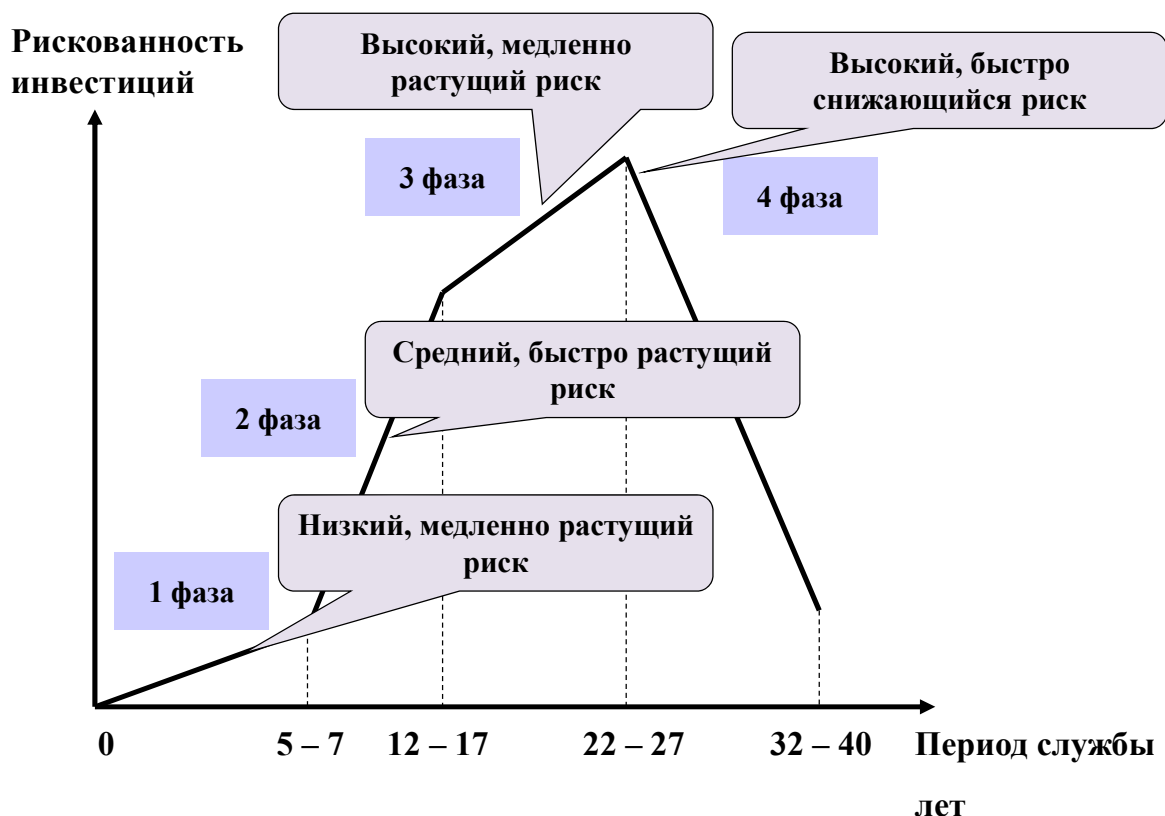 Рискованность
инвестиций
Высокий, медленно
растущий риск
Высокий, быстро
снижающийся риск
3 фаза
4 фаза
Средний, быстро растущий
риск
2 фаза
Низкий, медленно растущий
риск
1 фаза
0
5 – 7
12 – 17
22 – 27
32 – 40
Период службы
лет